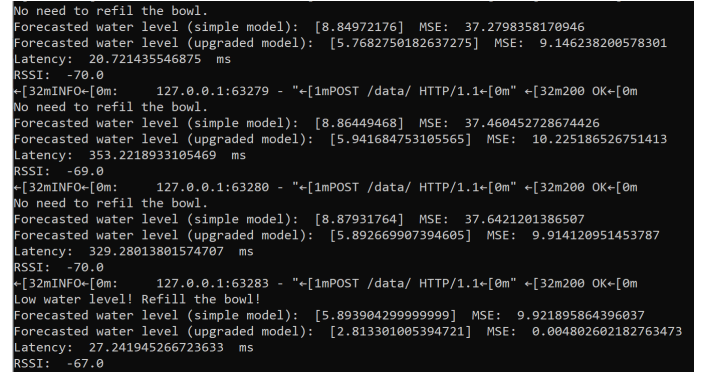 No need to refil the bowl.
Forecasted water level (simple model):  [8.84972176]  MSE:  37.2798358170946
Forecasted water level (upgraded model):  [5.7682750182637275]  MSE:  9.146238200578301
Latency:  20.721435546875  ms
RSSI:  -70.0
←[32mINFO←[0m:     127.0.0.1:63279 - "←[1mPOST /data/ HTTP/1.1←[0m" ←[32m200 OK←[0m
No need to refil the bowl.
Forecasted water level (simple model):  [8.86449468]  MSE:  37.460452728674426
Forecasted water level (upgraded model):  [5.941684753105565]  MSE:  10.225186526751413
Latency:  353.2218933105469  ms
RSSI:  -69.0
←[32mINFO←[0m:     127.0.0.1:63280 - "←[1mPOST /data/ HTTP/1.1←[0m" ←[32m200 OK←[0m
No need to refil the bowl.
Forecasted water level (simple model):  [8.87931764]  MSE:  37.6421201386507
Forecasted water level (upgraded model):  [5.892669907394605]  MSE:  9.914120951453787
Latency:  329.28013801574707  ms
RSSI:  -70.0
←[32mINFO←[0m:     127.0.0.1:63283 - "←[1mPOST /data/ HTTP/1.1←[0m" ←[32m200 OK←[0m
Low water level! Refill the bowl!
Forecasted water level (simple model):  [5.893904299999999]  MSE:  9.921895864396037
Forecasted water level (upgraded model):  [2.813301005394721]  MSE:  0.004802602182763473
Latency:  27.241945266723633  ms
RSSI:  -67.0